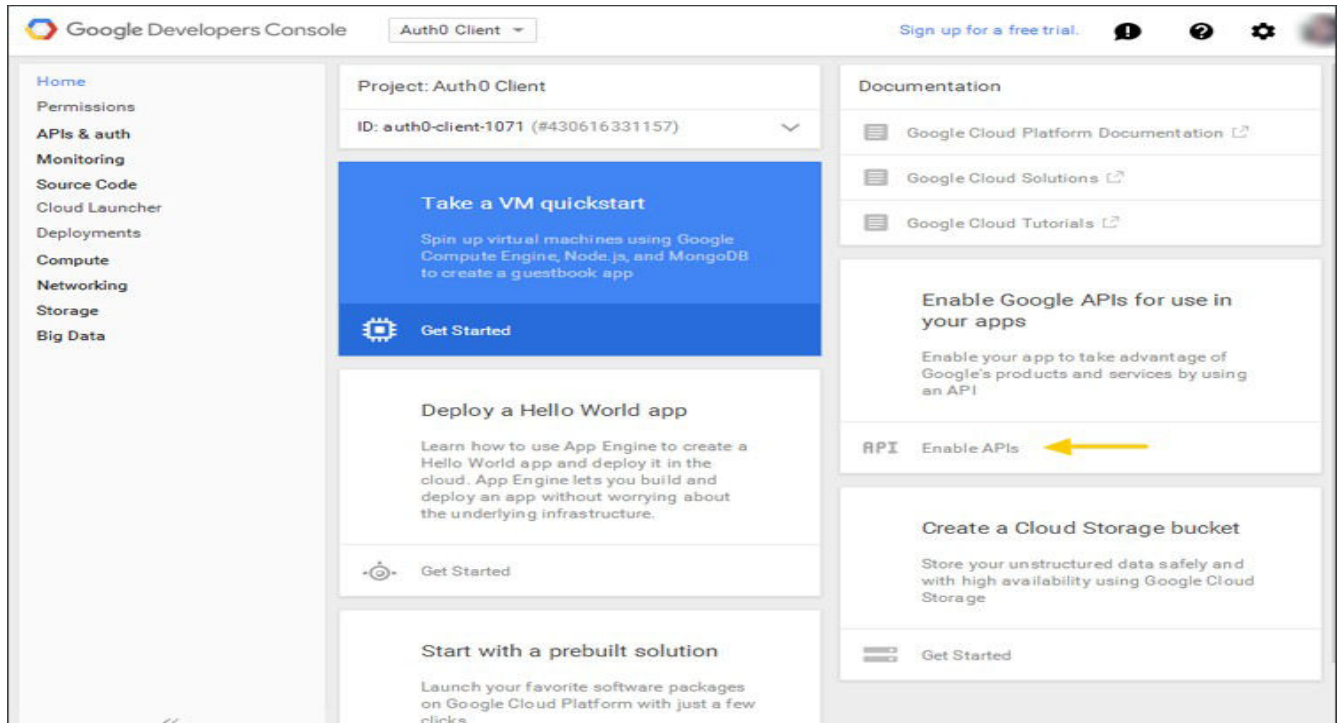 Google Developers Console
Auth0 Client
Sign up for a free trial.
Home
Permissions
APIs & auth
Monitoring
Source Code
Cloud Launcher
Deployments
Compute
Networking
Storage
Big Data
Project: Auth0 Client
ID: auth0-client-1071 (#430616331157)
Take a VM quickstart
Spin up virtual machines using Google
Compute Engine, Node.js, and MongoDB
to create a guestbook app
Get Started
Deploy a Hello World app
Learn how to use App Engine to create a
Hello World app and deploy it in the
cloud. App Engine lets you build and
deploy an app without worrying about
the underlying infrastructure.
Get Started
Start with a prebuilt solution
Launch your favorite software packages
on Google Cloud Platform with just a few
clicks
Documentation
Google Cloud Platform Documentation
Google Cloud Solutions
Google Cloud Tutorials
Enable Google APIs for use in
your apps
Enable your app to take advantage of
Google's products and services by using
an API
API Enable APIs
Create a Cloud Storage bucket
Store your unstructured data safely and
with high availability using Google Cloud
Storage
Get Started